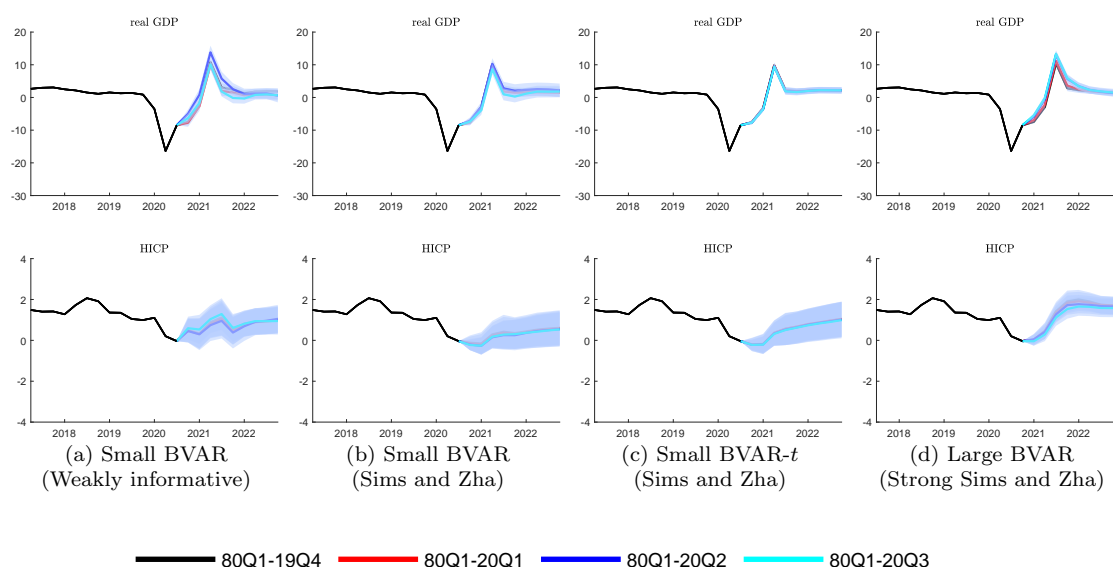 real GDP real GDP real GDP real GDP
20 20 20 20
10 10 10 10
0 0 0 0
-10 -10 -10 -10
-20 -20 -20 -20
-30 -30 -30 -30
2018 2019 2020 2021 2022 2018 2019 2020 2021 2022 2018 2019 2020 2021 2022 2018 2019 2020 2021 2022
HICP HICP HICP HICP
4 4 4 4
2 2 2 2
0 0 0 0
-2 -2 -2 -2
-4 -4 -4 -4
2018 2019 2020 2021 2022 2018 2019 2020 2021 2022 2018 2019 2020 2021 2022 2018 2019 2020 2021 2022
(a) Small BVAR (b) Small BVAR (c) Small BVAR-t (d) Large BVAR
(Weakly informative) (Sims and Zha) (Sims and Zha) (Strong Sims and Zha)
80Q1-19Q4 80Q1-20Q1 80Q1-20Q2 80Q1-20Q3